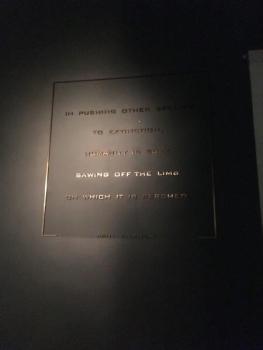 IN PUSHING OTHER SPECIES
TO EXTINCTION,
HUMANITY IS BUSY
SAWING OFF THE LIMB
ON WHICH IT IS PERCHED